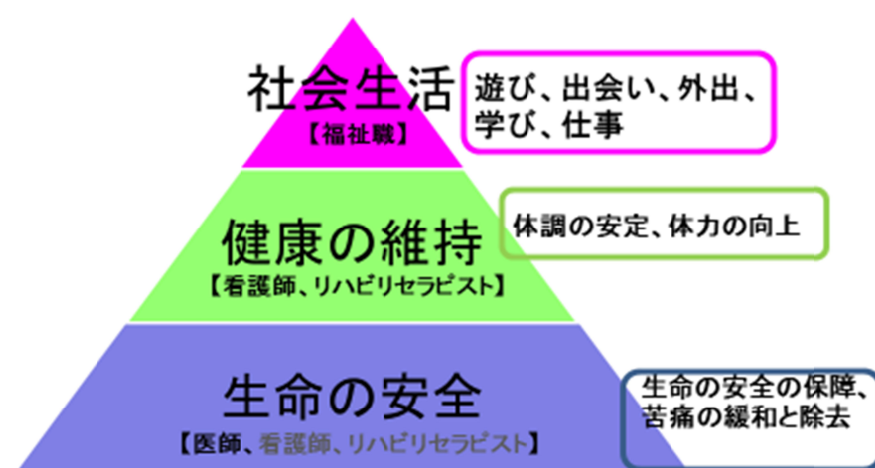 社会生活
【福祉職】
遊び、出会い、外出、
学び、仕事
健康の維持
【看護師、リハビリセラピスト】
体調の安定、体力の向上
生命の安全
【医師、看護師、リハビリセラピスト】
生命の安全の保障、
苦痛の緩和と除去